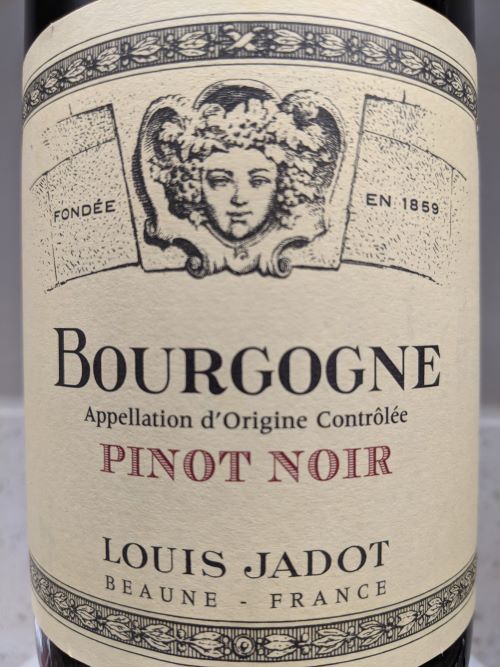 FONDÉE EN 1859
BOURGOGNE
Appellation d'Origine Contrôlée
PINOT NOIR
LOUIS JADOT
BEAUNE - FRANCE